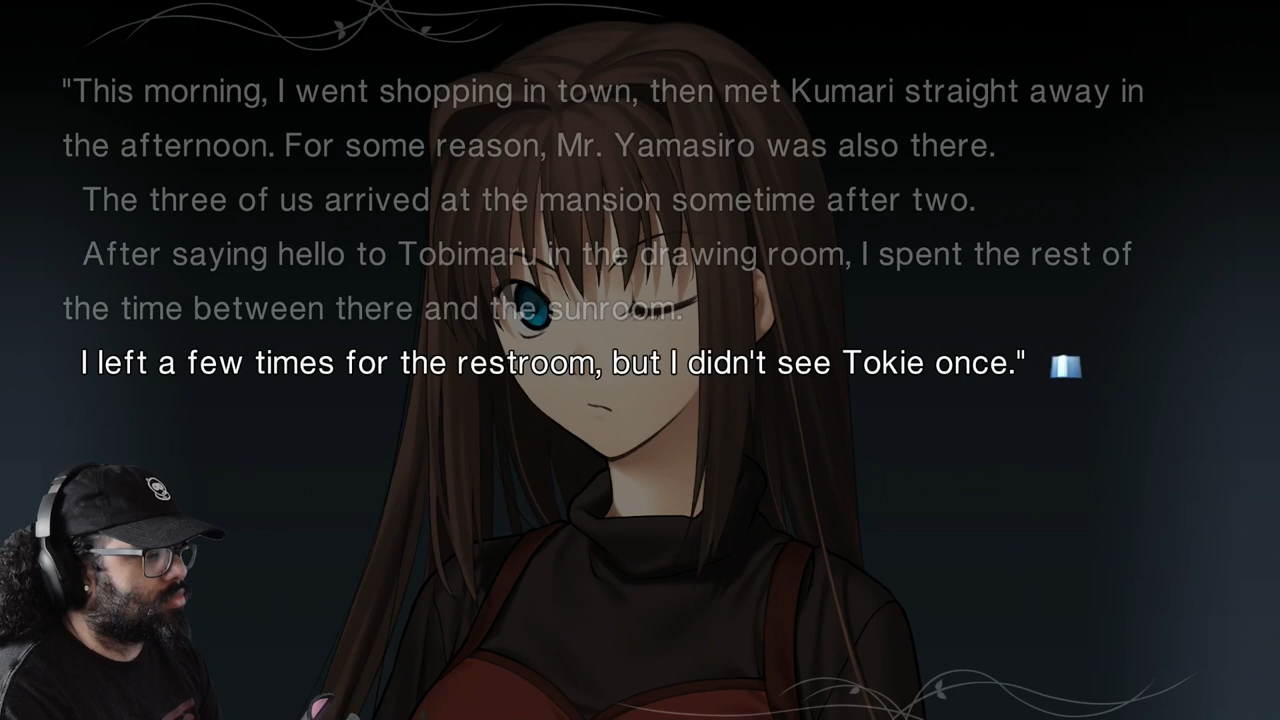 "This morning, I went shopping in town, then met Kumari straight away in
the afternoon. For some reason, Mr. Yamasiro was also there.
The three of us arrived at the mansion sometime after two.
After saying hello to Tobimaru in the drawing room, I spent the rest of
the time between there and the sunroom.
I left a few times for the restroom, but I didn't see Tokie once."